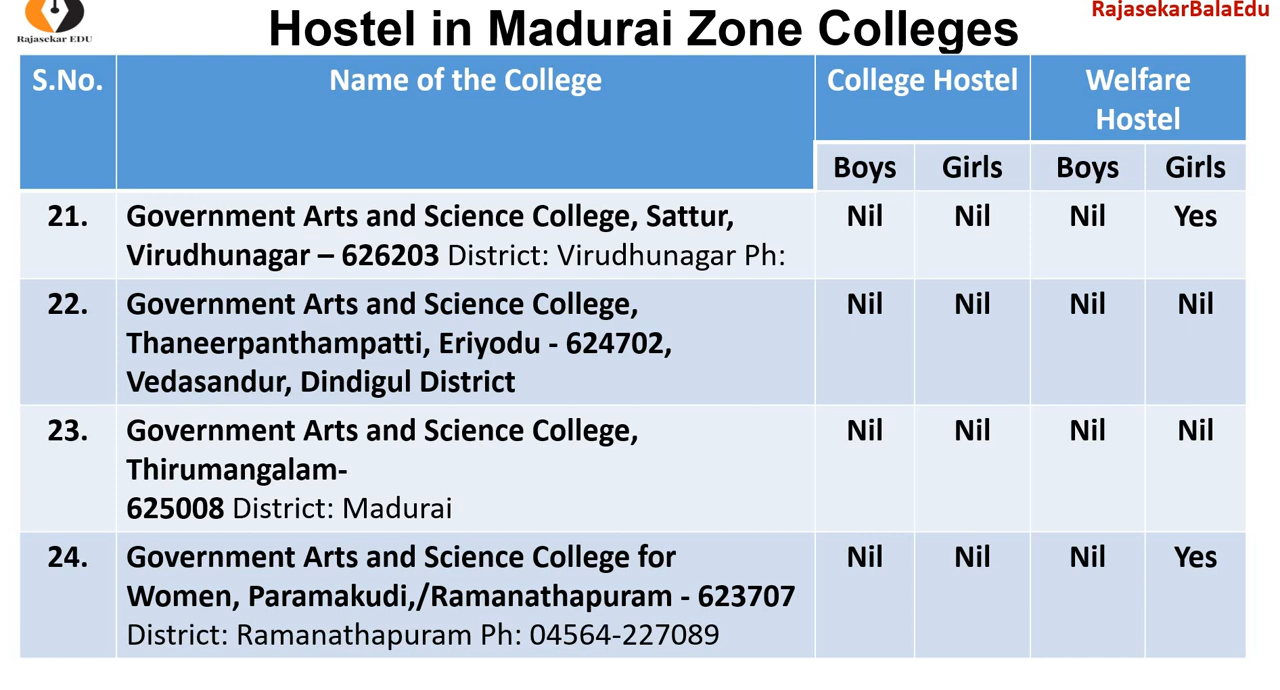 Rajasekar EDU
Hostel in Madurai Zone Colleges
RajasekarBalaEdu
S.No. Name of the College College Hostel Welfare
Hostel
Boys Girls Boys Girls
21. Government Arts and Science College, Sattur, Nil Nil Nil Yes
Virudhunagar – 626203 District: Virudhunagar Ph:
22. Government Arts and Science College, Nil Nil Nil Nil
Thaneerpanthampatti, Eriyodu - 624702,
Vedasandur, Dindigul District
23. Government Arts and Science College, Nil Nil Nil Nil
Thirumangalam-
625008 District: Madurai
24. Government Arts and Science College for Nil Nil Nil Yes
Women, Paramakudi,/Ramanathapuram - 623707
District: Ramanathapuram Ph: 04564-227089